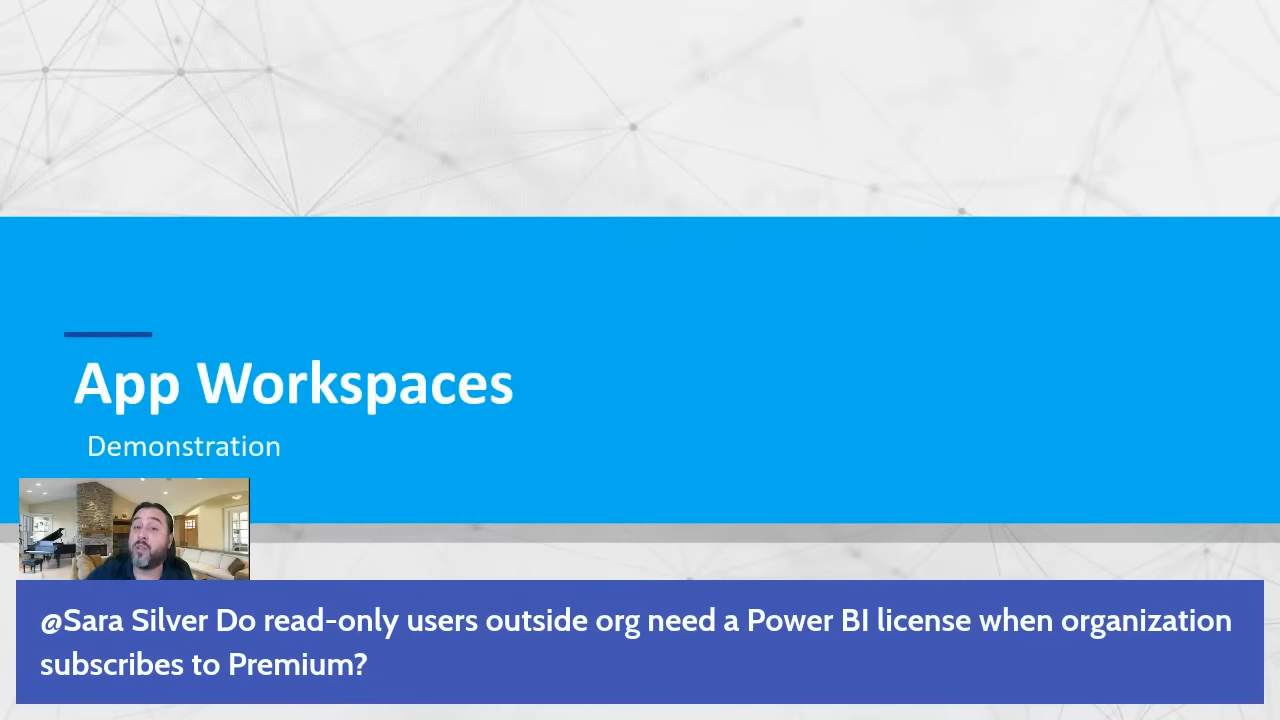 App Workspaces
Demonstration
@Sara Silver Do read-only users outside org need a Power BI license when organization
subscribes to Premium?